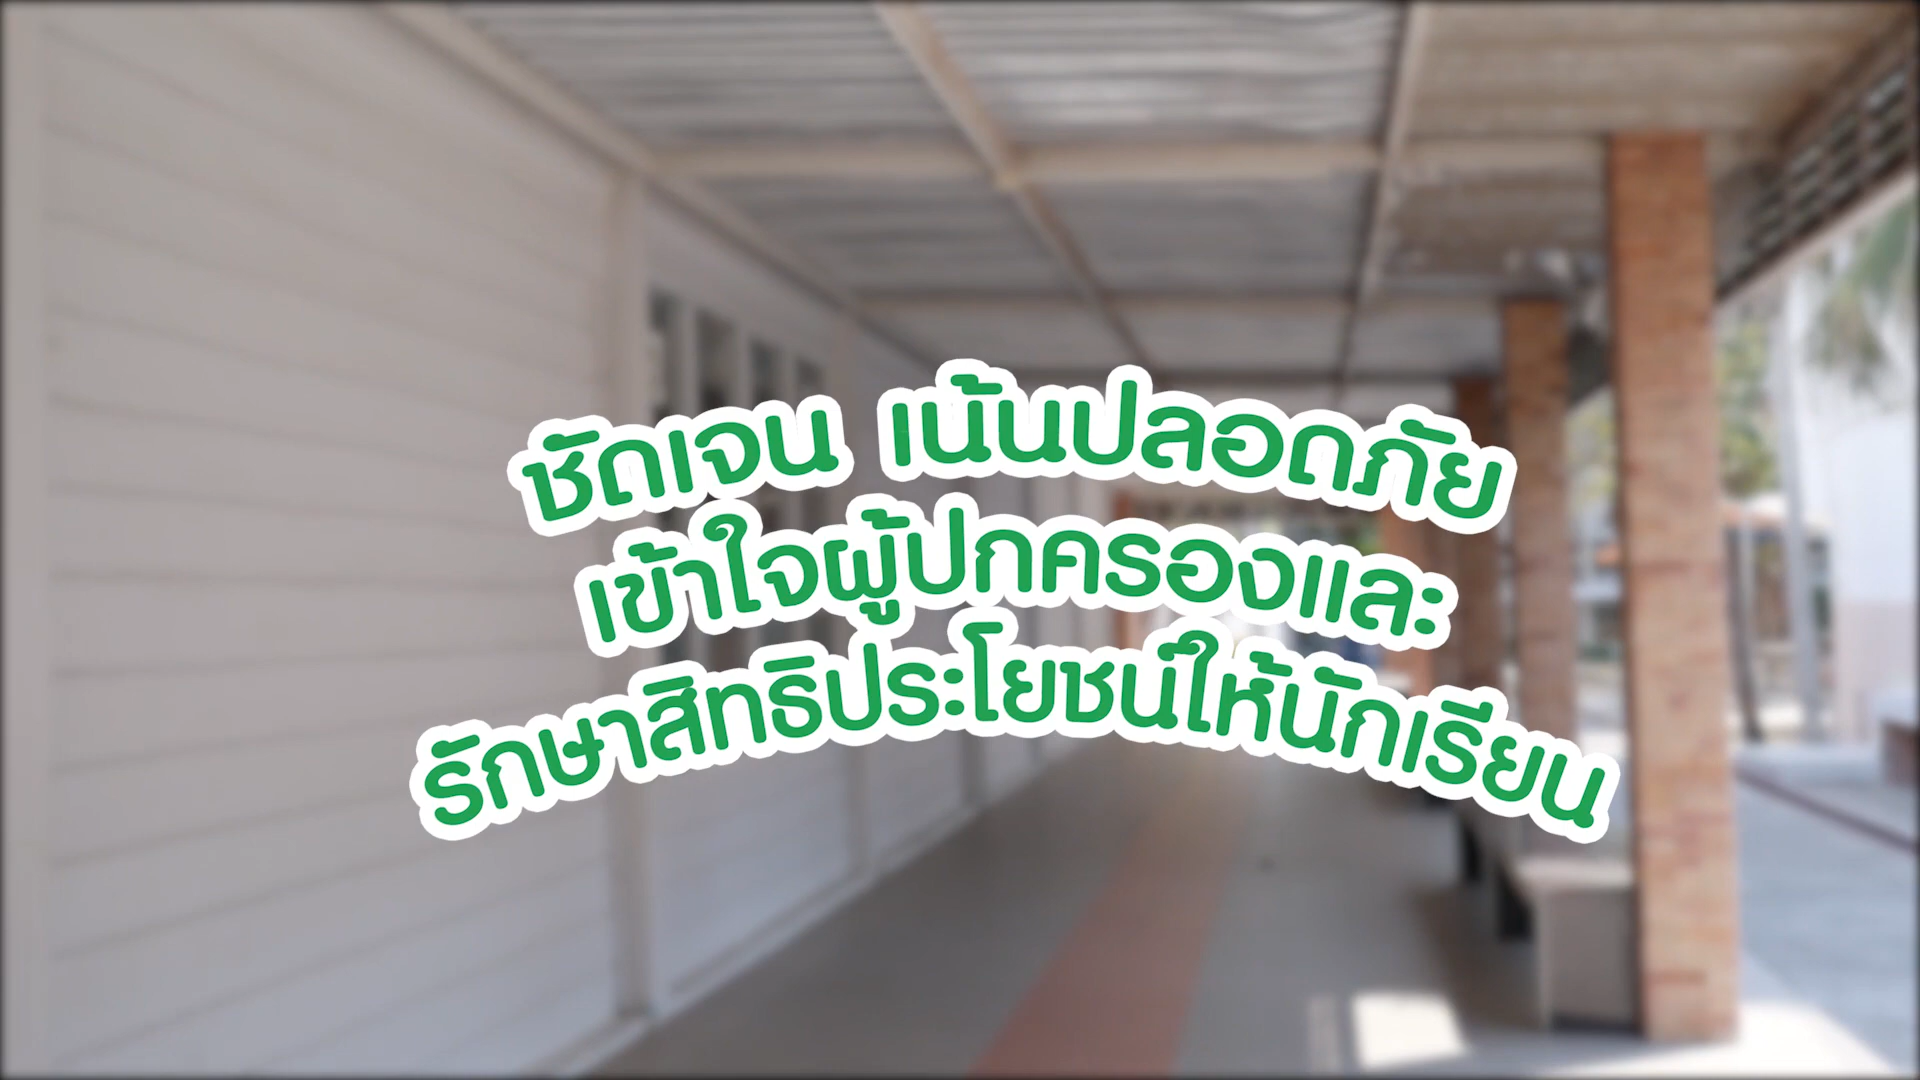 ชัดเจน เน้นปลอดภัย
เข้าใจผู้ปกครองและ
รักษาสิทธิประโยชน์ให้นักเรียน